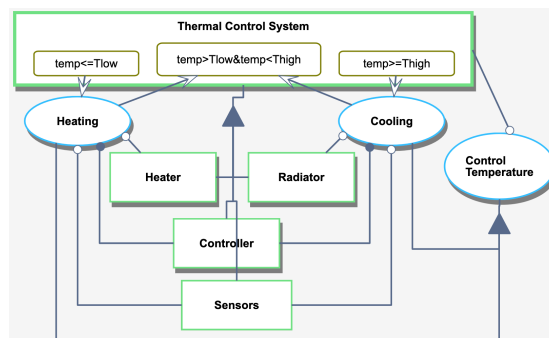 Thermal Control System
temp<=Tlow
temp>Tlow&temp<Thigh
temp>=Thigh
Heating
Cooling
Control
Temperature
Heater
Radiator
Controller
Sensors